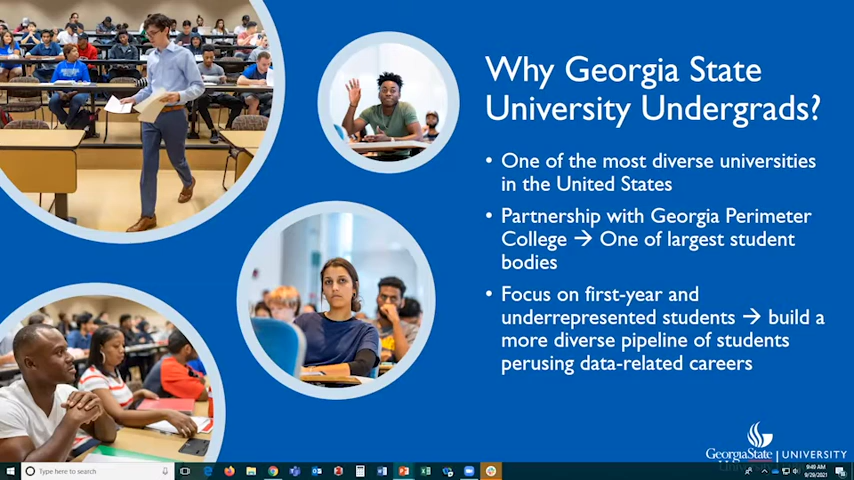 Why Georgia State
University Undergrads?
• One of the most diverse universities
in the United States
• Partnership with Georgia Perimeter
College → One of largest student
bodies
• Focus on first-year and
underrepresented students → build a
more diverse pipeline of students
perusing data-related careers
GeorgiaState | UNIVERSITY
Type here to search
9:49 AM
9/29/2021